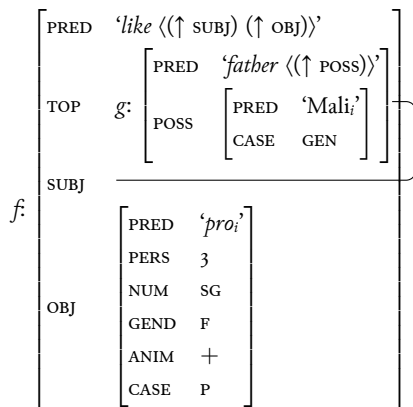 PRED ‘like ⟨(↑ SUBJ) (↑ OBJ)⟩’
PRED ‘father ⟨(↑ POSS)⟩’
TOP g:
PRED ‘Maliᵢ’
POSS
CASE GEN
SUBJ
f:
PRED ‘proᵢ’
PERS 3
NUM SG
OBJ
GEND F
ANIM +
CASE P